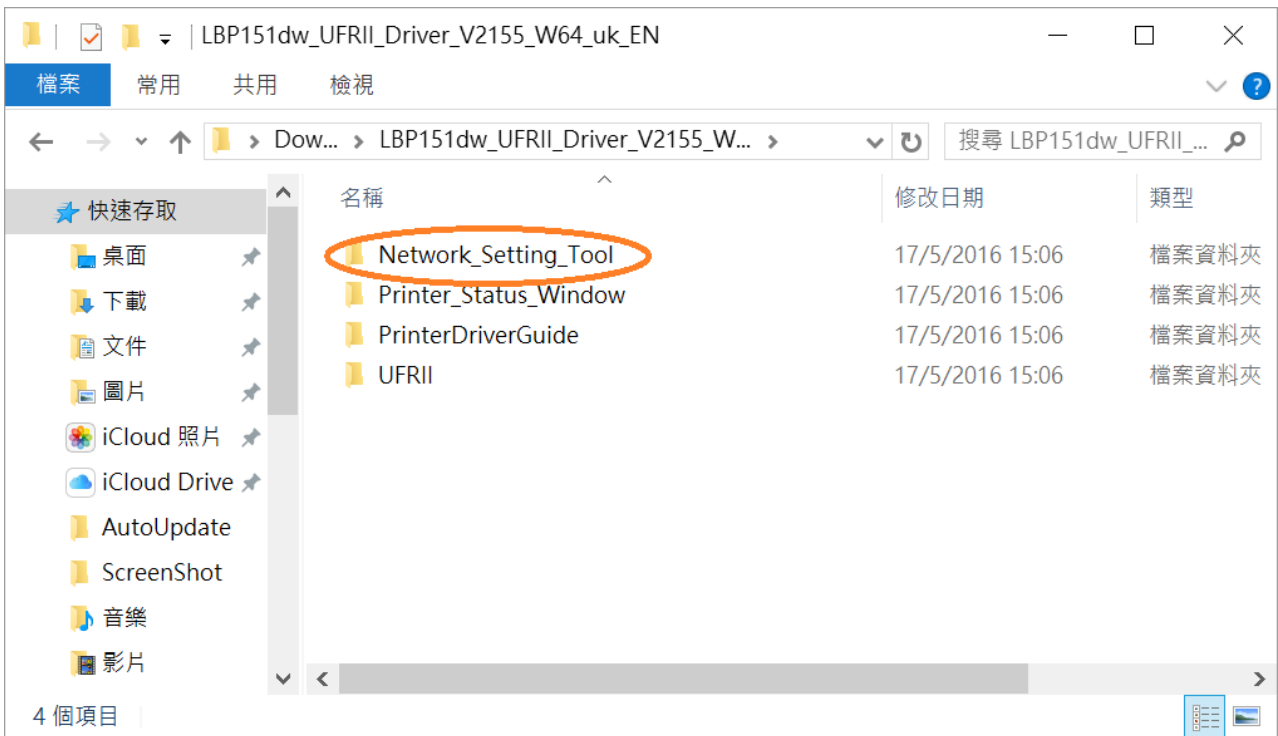 LBP151dw_UFRII_Driver_V2155_W64_uk_EN
檔案 常用 共用 檢視
Dow... LBP151dw_UFRII_Driver_V2155_W... 搜尋 LBP151dw_UFRII_...
快速存取
桌面
下載
文件
圖片
iCloud 照片
iCloud Drive
AutoUpdate
ScreenShot
音樂
影片
名稱 修改日期 類型
Network_Setting_Tool 17/5/2016 15:06 檔案資料夾
Printer_Status_Window 17/5/2016 15:06 檔案資料夾
PrinterDriverGuide 17/5/2016 15:06 檔案資料夾
UFRII 17/5/2016 15:06 檔案資料夾
4 個項目